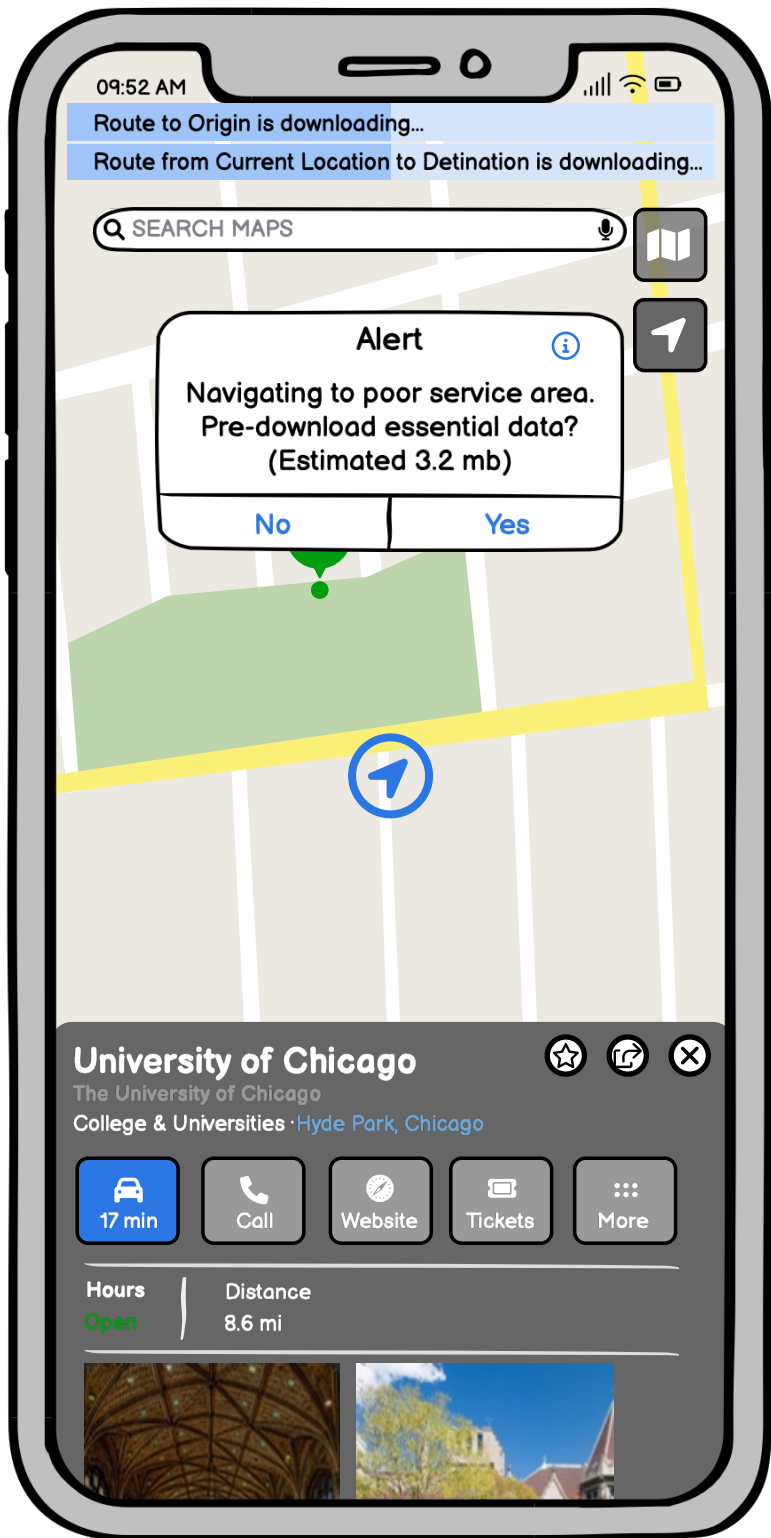 09:52 AM
Route to Origin is downloading...
Route from Current Location to Detination is downloading...
SEARCH MAPS
Alert
Navigating to poor service area.
Pre-download essential data?
(Estimated 3.2 mb)
No Yes
University of Chicago
The University of Chicago
College & Universities · Hyde Park, Chicago
17 min Call Website Tickets More
Hours Distance
Open 8.6 mi